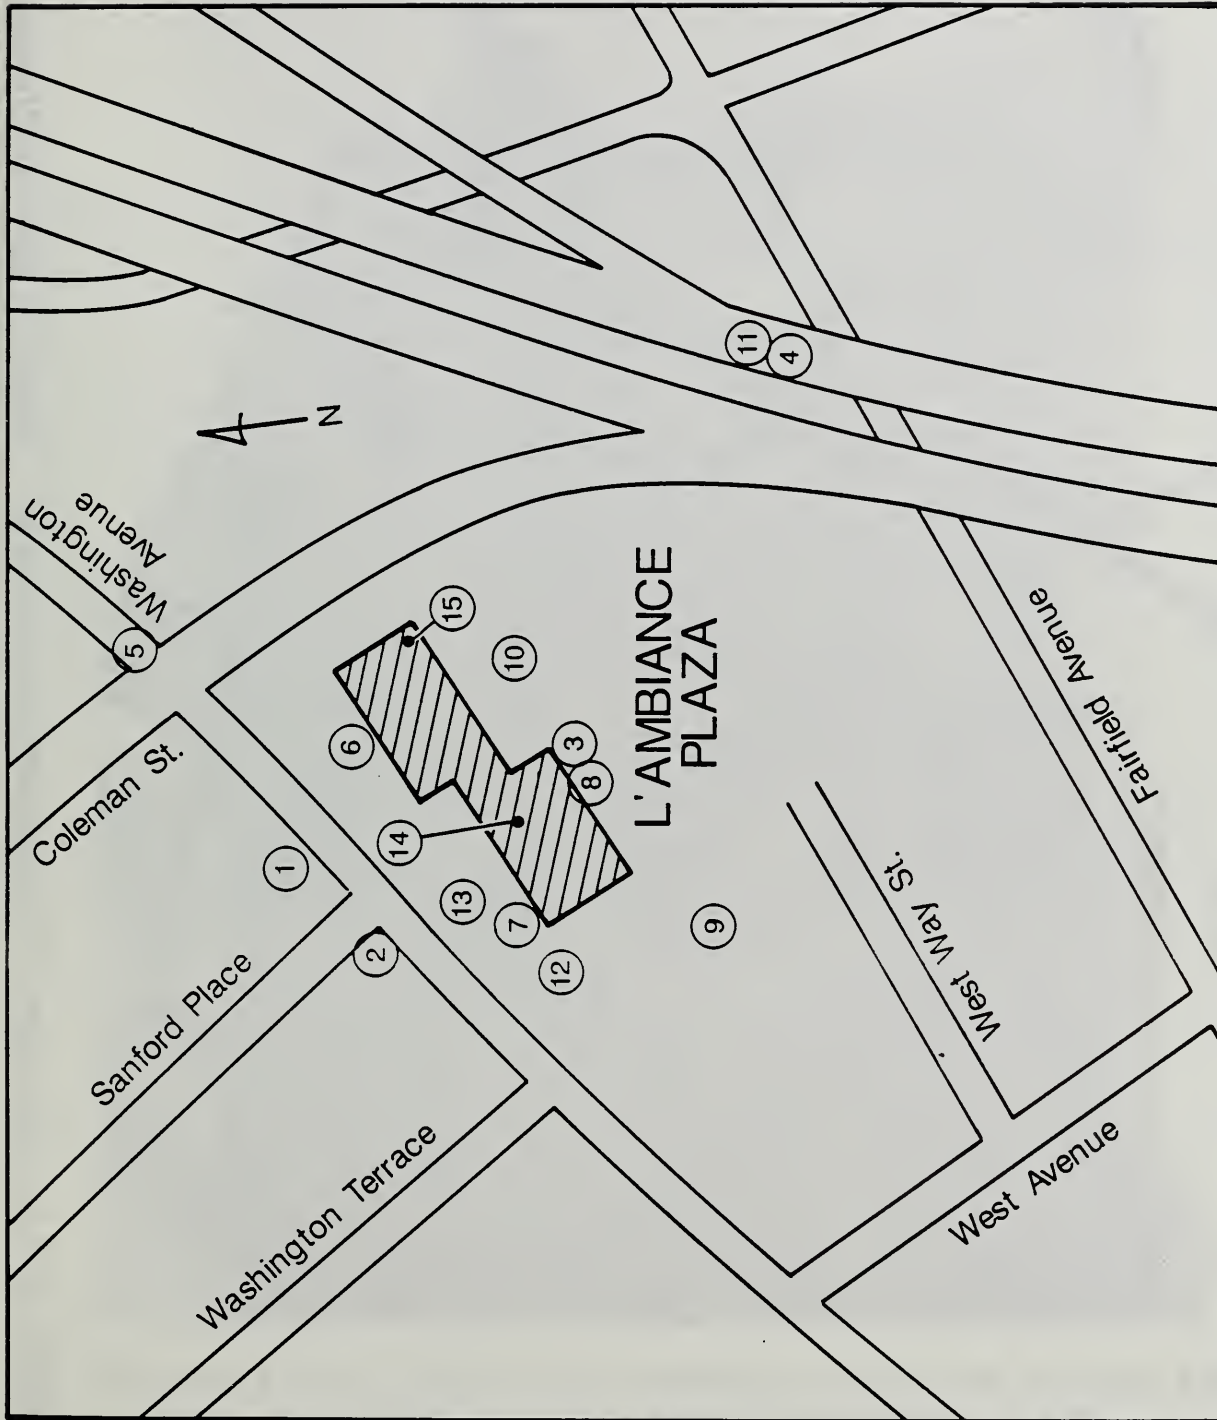 Washington
Avenue
5
Coleman St.
N
11
4
15
10
6
3
8
14
1
13
7
2
12
9
L'AMBIANCE
PLAZA
Sanford Place
Washington Terrace
West Way St.
Fairfield Avenue
West Avenue